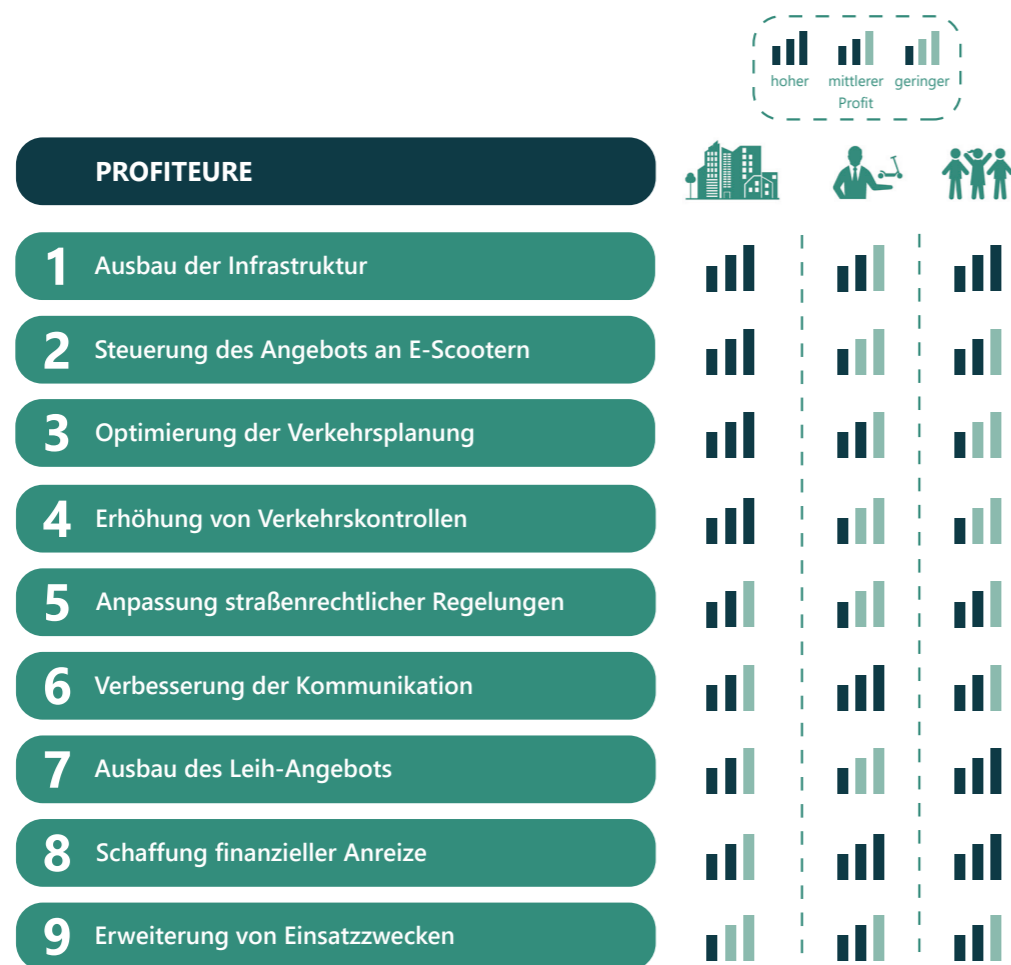 hoher mittlerer geringer
Profit
PROFITEURE
1 Ausbau der Infrastruktur
2 Steuerung des Angebots an E-Scootern
3 Optimierung der Verkehrsplanung
4 Erhöhung von Verkehrskontrollen
5 Anpassung straßenrechtlicher Regelungen
6 Verbesserung der Kommunikation
7 Ausbau des Leih-Angebots
8 Schaffung finanzieller Anreize
9 Erweiterung von Einsatzzwecken